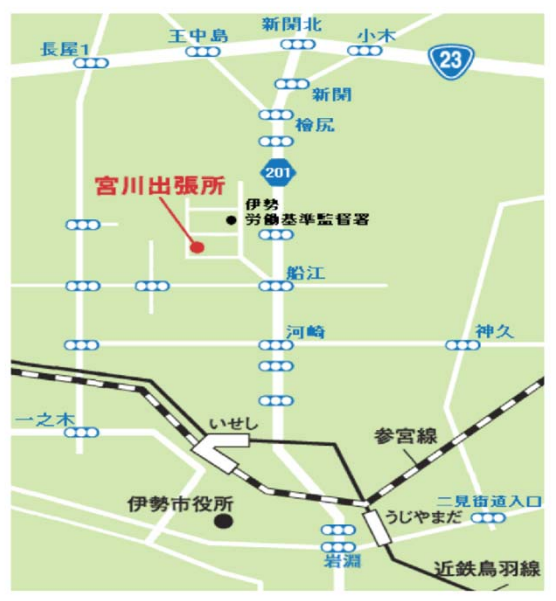 新開北
王中島
小木
長屋1
23
新開
檜尻
201
宮川出張所
伊勢
労働基準監督署
船江
河崎
神久
一之木
いせし
参宮線
伊勢市役所
うじやまだ
二見街道入口
岩淵
近鉄鳥羽線